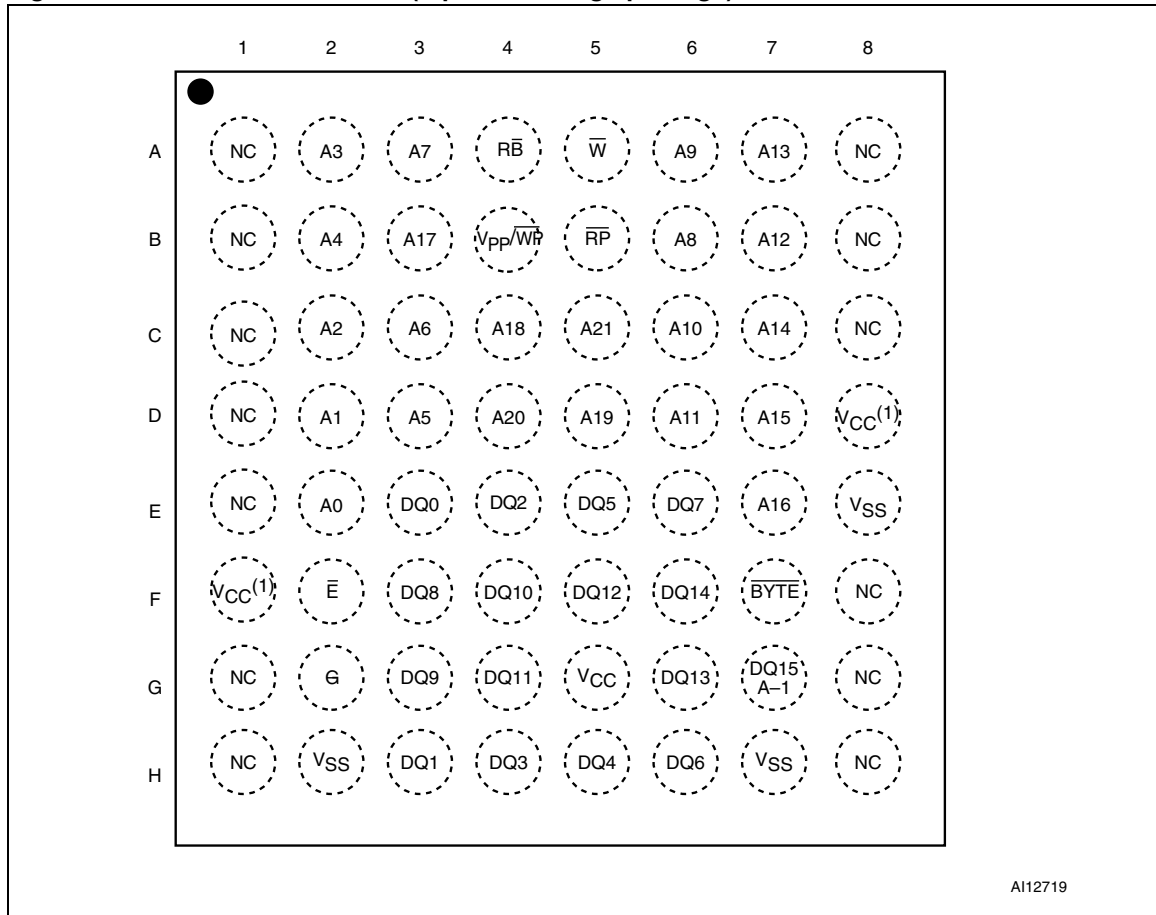 1 2 3 4 5 6 7 8
A NC A3 A7 RB̅ W̅ A9 A13 NC
B NC A4 A17 VPP/W̅P̅ R̅P̅ A8 A12 NC
C NC A2 A6 A18 A21 A10 A14 NC
D NC A1 A5 A20 A19 A11 A15 VCC(1)
E NC A0 DQ0 DQ2 DQ5 DQ7 A16 VSS
F VCC(1) E̅ DQ8 DQ10 DQ12 DQ14 B̅Y̅T̅E̅ NC
G NC G DQ9 DQ11 VCC DQ13 DQ15 A–1 NC
H NC VSS DQ1 DQ3 DQ4 DQ6 VSS NC
AI12719